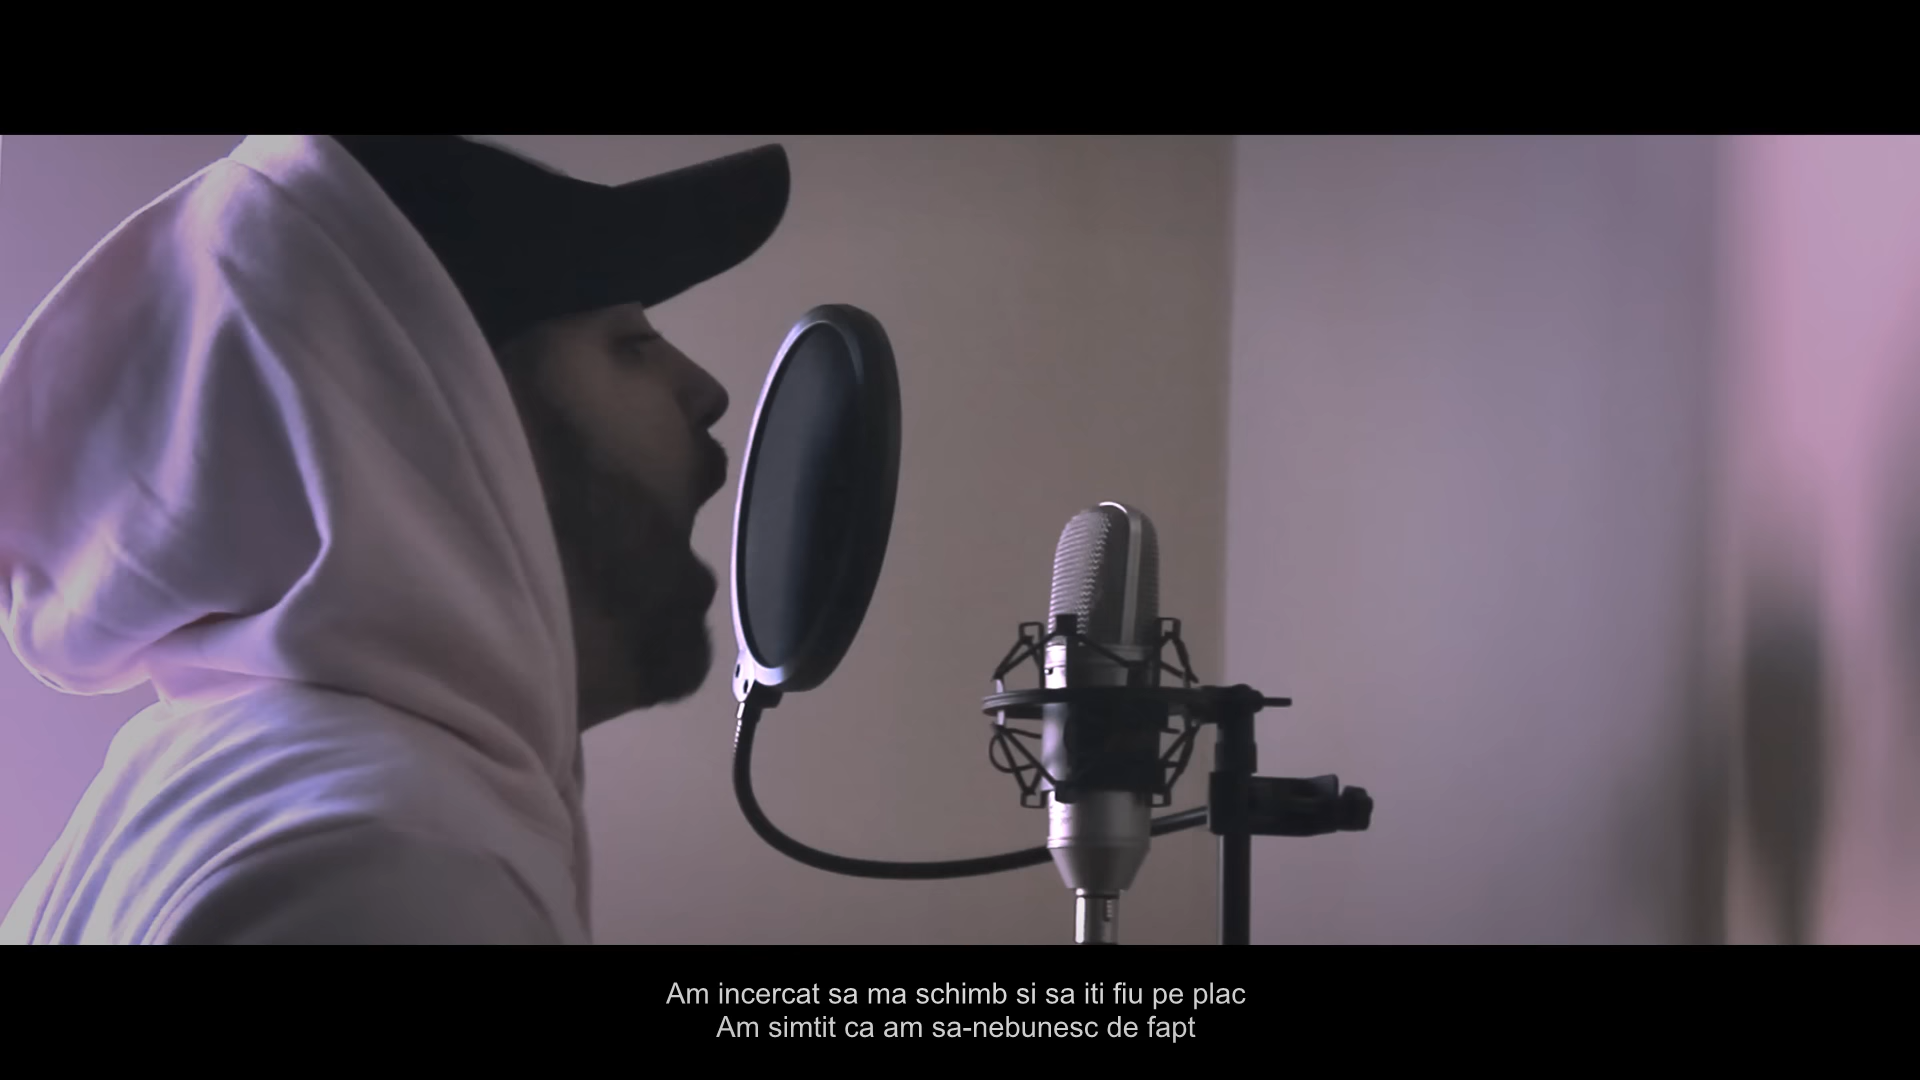 Am incercat sa ma schimb si sa iti fiu pe plac
Am simtit ca am sa-nebunesc de fapt